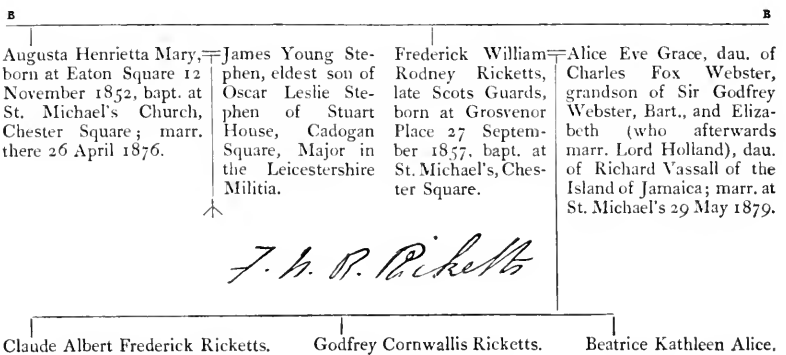 B B
Augusta Henrietta Mary,
born at Eaton Square 12
November 1852, bapt. at
St. Michael's Church,
Chester Square; marr.
there 26 April 1876.
James Young Ste-
phen, eldest son of
Oscar Leslie Ste-
phen of Stuart
House, Cadogan
Square, Major in
the Leicestershire
Militia.
Frederick William
Rodney Ricketts,
late Scots Guards,
born at Grosvenor
Place 27 Septem-
ber 1857, bapt. at
St. Michael's, Ches-
ter Square.
Alice Eve Grace, dau. of
Charles Fox Webster,
grandson of Sir Godfrey
Webster, Bart., and Eliza-
beth (who afterwards
marr. Lord Holland), dau.
of Richard Vassall of the
Island of Jamaica; marr. at
St. Michael's 29 May 1879.
F. W. R. Ricketts
Claude Albert Frederick Ricketts. Godfrey Cornwallis Ricketts. Beatrice Kathleen Alice.